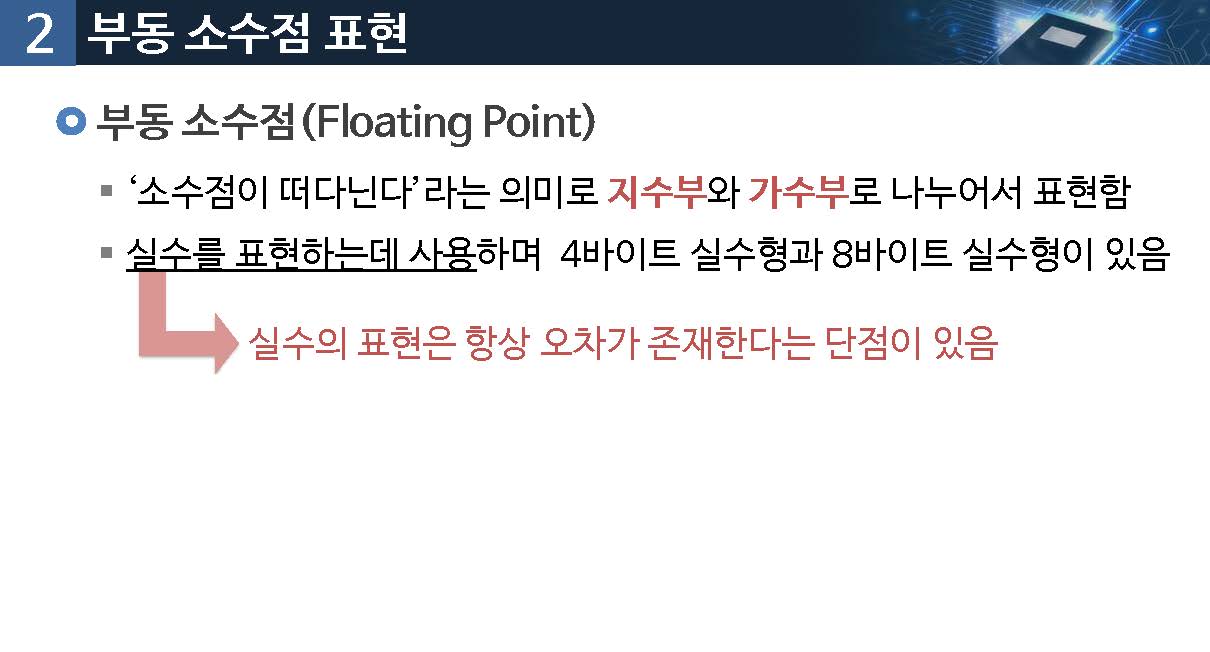 2 부동 소수점 표현
부동 소수점(Floating Point)
‘소수점이 떠다닌다’라는 의미로 지수부와 가수부로 나누어서 표현함
실수를 표현하는데 사용하며 4바이트 실수형과 8바이트 실수형이 있음
실수의 표현은 항상 오차가 존재한다는 단점이 있음